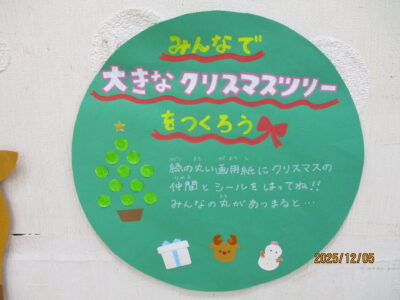 みんなで
大きなクリスマスツリー
をつくろう
緑の丸い画用紙にクリスマスの
仲間とシールをはってね!!
みんなの丸があつまると…
2025/12/05